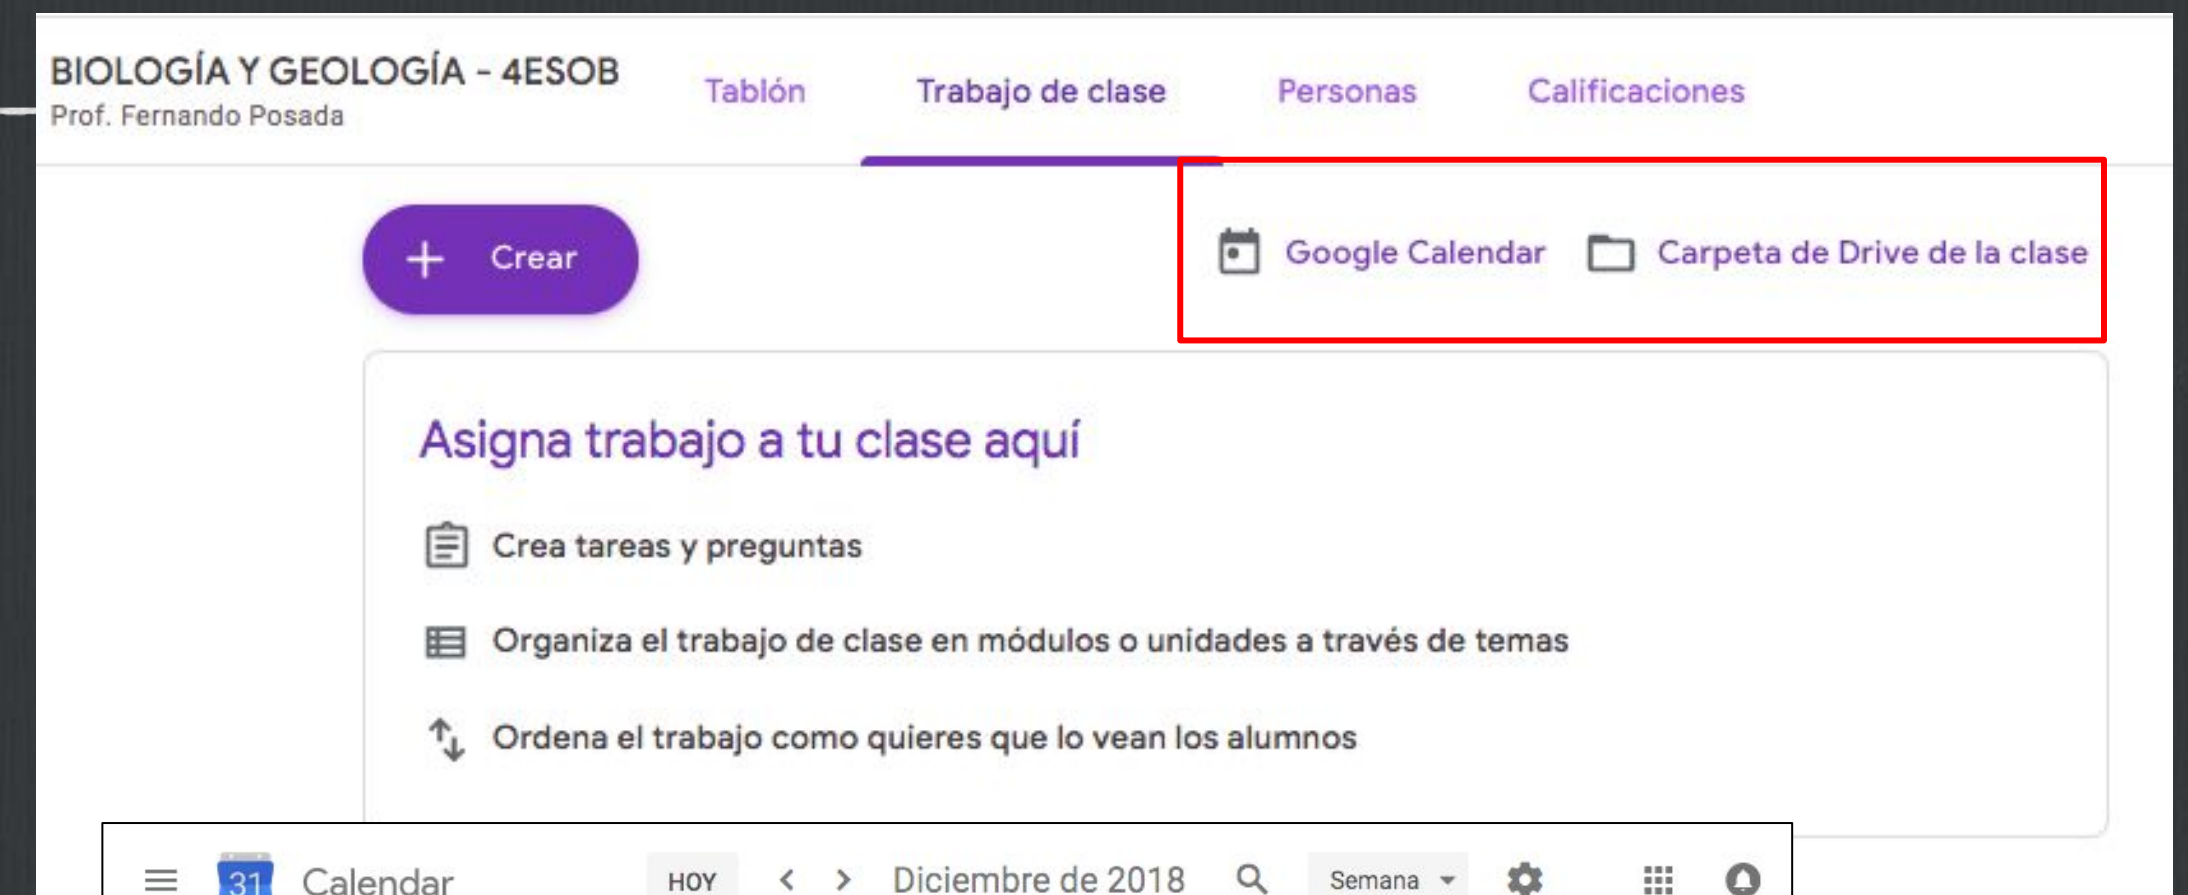 BIOLOGÍA Y GEOLOGÍA - 4ESOB
Prof. Fernando Posada
Tablón Trabajo de clase Personas Calificaciones
+ Crear
Google Calendar Carpeta de Drive de la clase
Asigna trabajo a tu clase aquí
Crea tareas y preguntas
Organiza el trabajo de clase en módulos o unidades a través de temas
Ordena el trabajo como quieres que lo vean los alumnos
31 Calendar HOY < > Diciembre de 2018 Semana